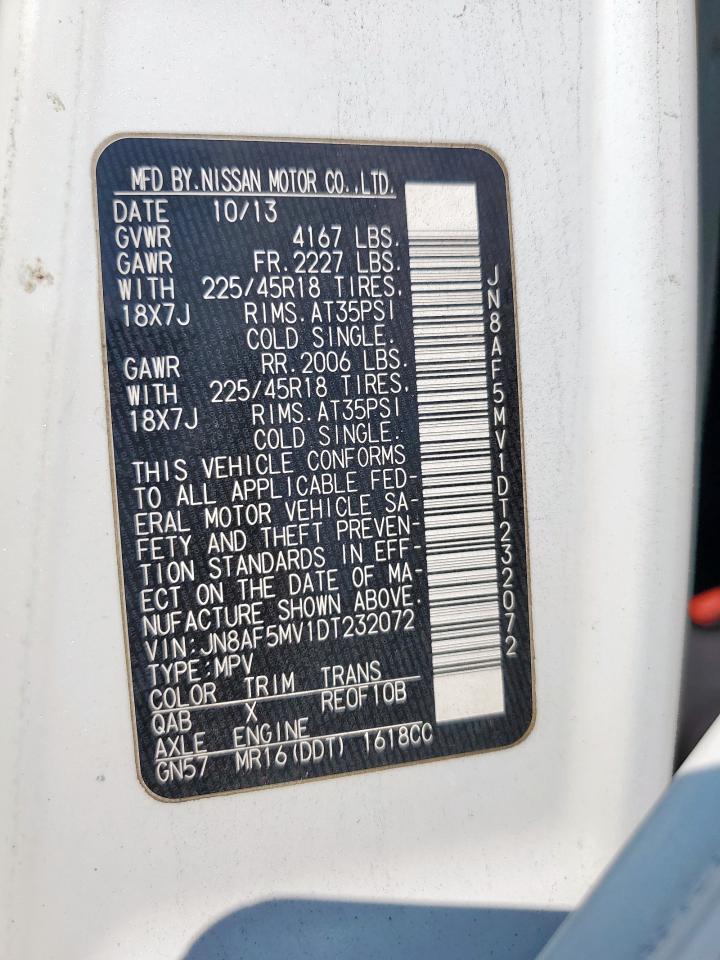 MFD BY.NISSAN MOTOR CO.,LTD.
DATE 10/13
GVWR 4167 LBS.
GAWR FR.2227 LBS.
WITH 225/45R18 TIRES,
18X7J RIMS.AT35PSI
COLD SINGLE.
GAWR RR.2006 LBS.
WITH 225/45R18 TIRES,
18X7J RIMS.AT35PSI
COLD SINGLE.
THIS VEHICLE CONFORMS
TO ALL APPLICABLE FED-
ERAL MOTOR VEHICLE SA-
FETY AND THEFT PREVEN-
TION STANDARDS IN EFF-
ECT ON THE DATE OF MA-
NUFACTURE SHOWN ABOVE.
VIN:JN8AF5MV1DT232072
TYPE:MPV
COLOR TRIM TRANS
QAB X REOF10B
AXLE ENGINE
GN57 MR16(DDT) 1618CC
JN8AF5MV1DT232072